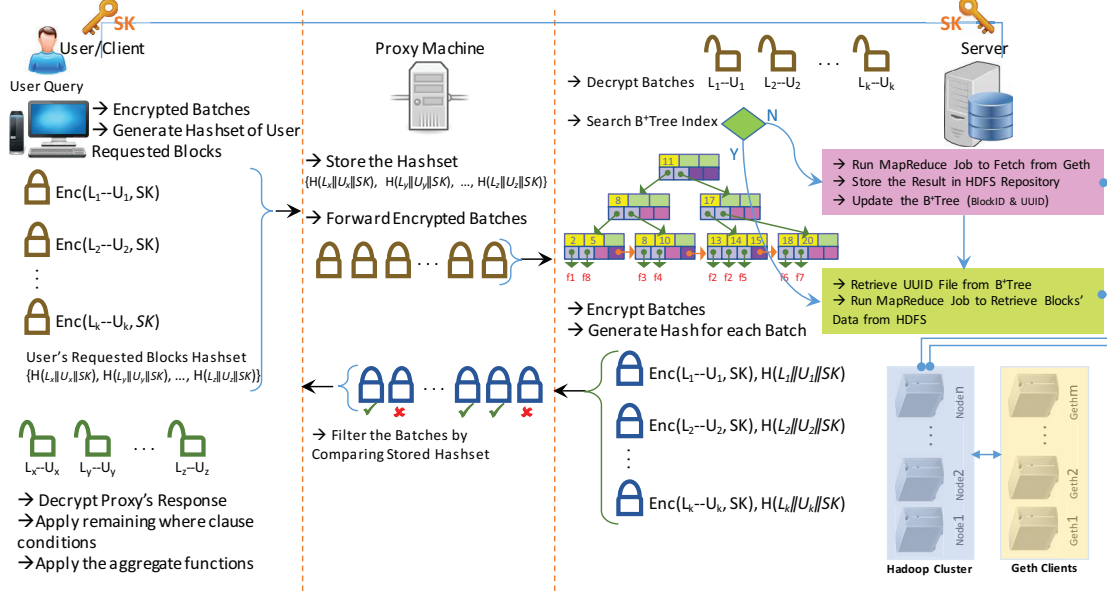 SK
User/Client
User Query
→ Encrypted Batches
→ Generate Hashset of User
Requested Blocks
Enc(L1--U1, SK)
Enc(L2--U2, SK)
⋮
Enc(Lk--Uk, SK)
User's Requested Blocks Hashset
{H(Lx‖Ux‖SK), H(Ly‖Uy‖SK), …, H(Lz‖Uz‖SK)}
Lx--Ux
Ly--Uy
. . .
Lz--Uz
→ Decrypt Proxy's Response
→Apply remaining where clause
conditions
→Apply the aggregate functions
Proxy Machine
→ Store the Hashset
{H(Lx‖Ux‖SK), H(Ly‖Uy‖SK), …, H(Lz‖Uz‖SK)}
→ Forward Encrypted Batches
. . .
. . .
→ Filter the Batches by
Comparing Stored Hashset
SK
Server
→ Decrypt Batches
L1--U1
L2--U2
. . .
Lk--Uk
→ Search B+Tree Index
N
Y
11
8
17
2 5
8 10
13 14 15
18 20
f1 f8
f3 f4
f2 f2 f5
f6 f7
→ Run MapReduce Job to Fetch from Geth
→ Store the Result in HDFS Repository
→ Update the B+Tree (BlockID & UUID)
→ Retrieve UUID File from B+Tree
→ Run MapReduce Job to Retrieve Blocks'
Data from HDFS
→ Encrypt Batches
→ Generate Hash for each Batch
Enc(L1--U1, SK), H(L1‖U1‖SK)
Enc(L2--U2, SK), H(L2‖U2‖SK)
⋮
Enc(Lk--Uk, SK), H(Lk‖Uk‖SK)
Node n
Node2
Node1
Hadoop Cluster
Geth m
Geth2
Geth1
Geth Clients